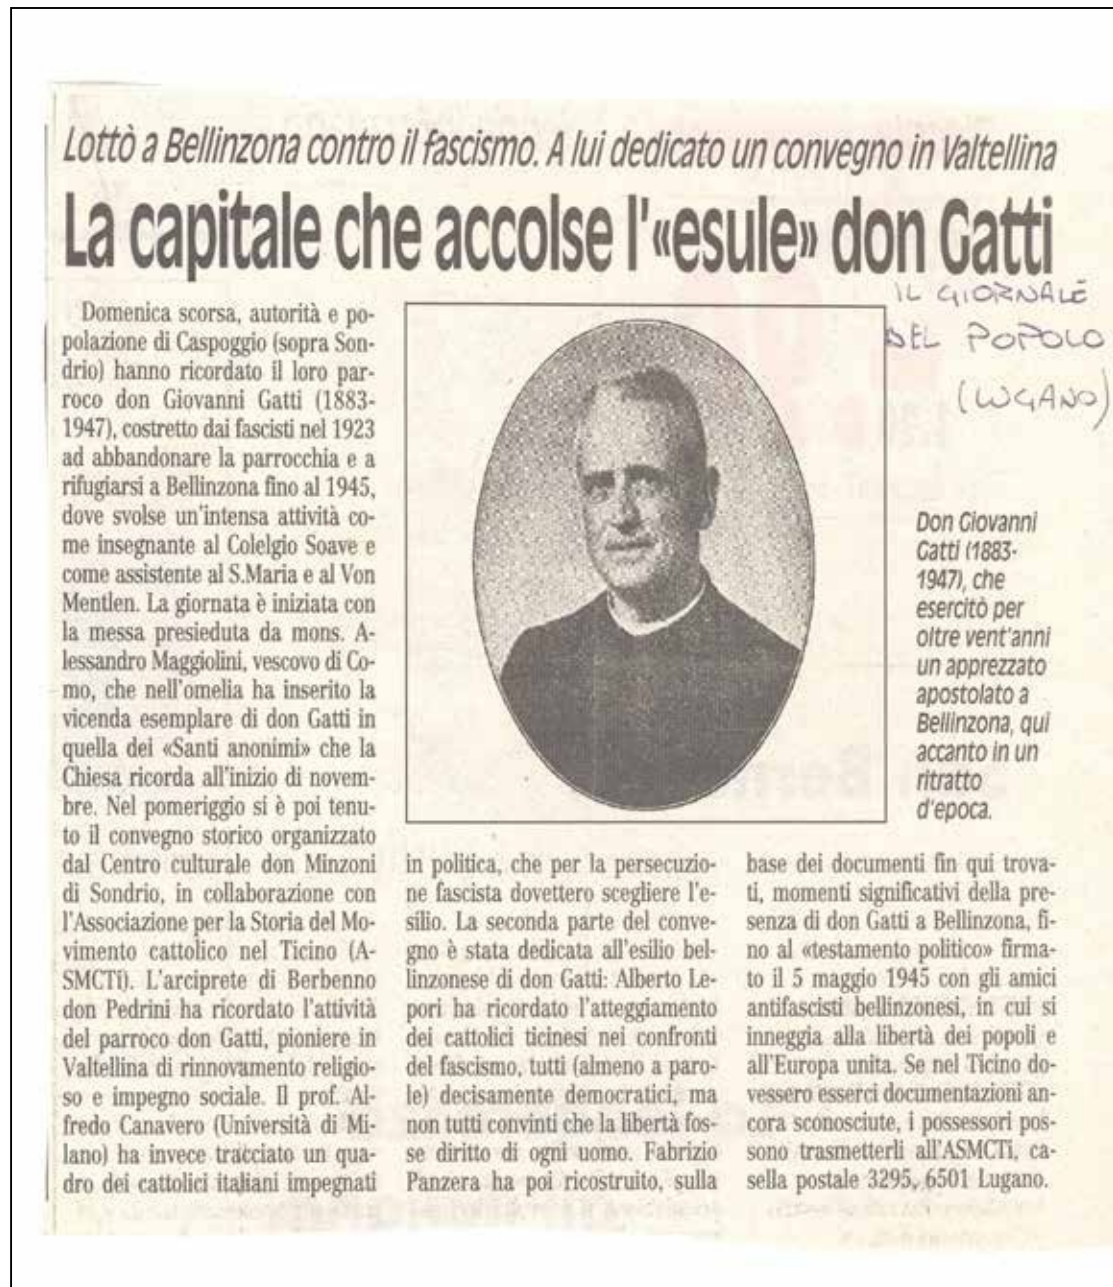 Lottò a Bellinzona contro il fascismo. A lui dedicato un convegno in Valtellina
La capitale che accolse l'«esule» don Gatti
IL GIORNALE
DEL POPOLO
(LUGANO)
Domenica scorsa, autorità e po-
polazione di Caspoggio (sopra Son-
drio) hanno ricordato il loro par-
roco don Giovanni Gatti (1883-
1947), costretto dai fascisti nel 1923
ad abbandonare la parrocchia e a
rifugiarsi a Bellinzona fino al 1945,
dove svolse un'intensa attività co-
me insegnante al Colelgio Soave e
come assistente al S.Maria e al Von
Mentlen. La giornata è iniziata con
la messa presieduta da mons. A-
lessandro Maggiolini, vescovo di Co-
mo, che nell'omelia ha inserito la
vicenda esemplare di don Gatti in
quella dei «Santi anonimi» che la
Chiesa ricorda all'inizio di novem-
bre. Nel pomeriggio si è poi tenu-
to il convegno storico organizzato
dal Centro culturale don Minzoni
di Sondrio, in collaborazione con
l'Associazione per la Storia del Mo-
vimento cattolico nel Ticino (A-
SMCTi). L'arciprete di Berbenno
don Pedrini ha ricordato l'attività
del parroco don Gatti, pioniere in
Valtellina di rinnovamento religio-
so e impegno sociale. Il prof. Al-
fredo Canavero (Università di Mi-
lano) ha invece tracciato un qua-
dro dei cattolici italiani impegnati
Don Giovanni
Gatti (1883-
1947), che
esercitò per
oltre vent'anni
un apprezzato
apostolato a
Bellinzona, qui
accanto in un
ritratto
d'epoca.
in politica, che per la persecuzio-
ne fascista dovettero scegliere l'e-
silio. La seconda parte del conve-
gno è stata dedicata all'esilio bel-
linzonese di don Gatti: Alberto Le-
pori ha ricordato l'atteggiamento
dei cattolici ticinesi nei confronti
del fascismo, tutti (almeno a paro-
le) decisamente democratici, ma
non tutti convinti che la libertà fos-
se diritto di ogni uomo. Fabrizio
Panzera ha poi ricostruito, sulla
base dei documenti fin qui trova-
ti, momenti significativi della pre-
senza di don Gatti a Bellinzona, fi-
no al «testamento politico» firma-
to il 5 maggio 1945 con gli amici
antifascisti bellinzonesi, in cui si
inneggia alla libertà dei popoli e
all'Europa unita. Se nel Ticino do-
vessero esserci documentazioni an-
cora sconosciute, i possessori pos-
sono trasmetterli all'ASMCTi, ca-
sella postale 3295, 6501 Lugano.